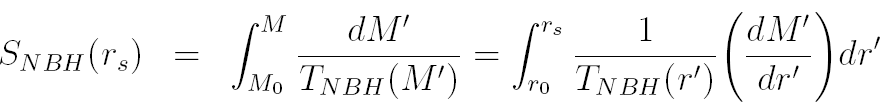 S_{NBH}(r_s) = \int_{M_0}^{M} \frac{dM'}{T_{NBH}(M')} = \int_{r_0}^{r_s} \frac{1}{T_{NBH}(r')} \left( \frac{dM'}{dr'} \right) dr'